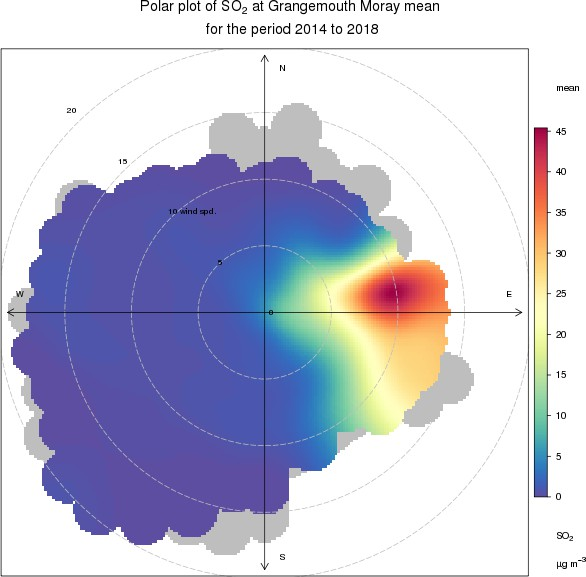 Polar plot of SO₂ at Grangemouth Moray mean
for the period 2014 to 2018
N
mean
20
15
10 wind spd.
5
W
E
0
S
45
40
35
30
25
20
15
10
5
0
SO₂
µg m⁻³